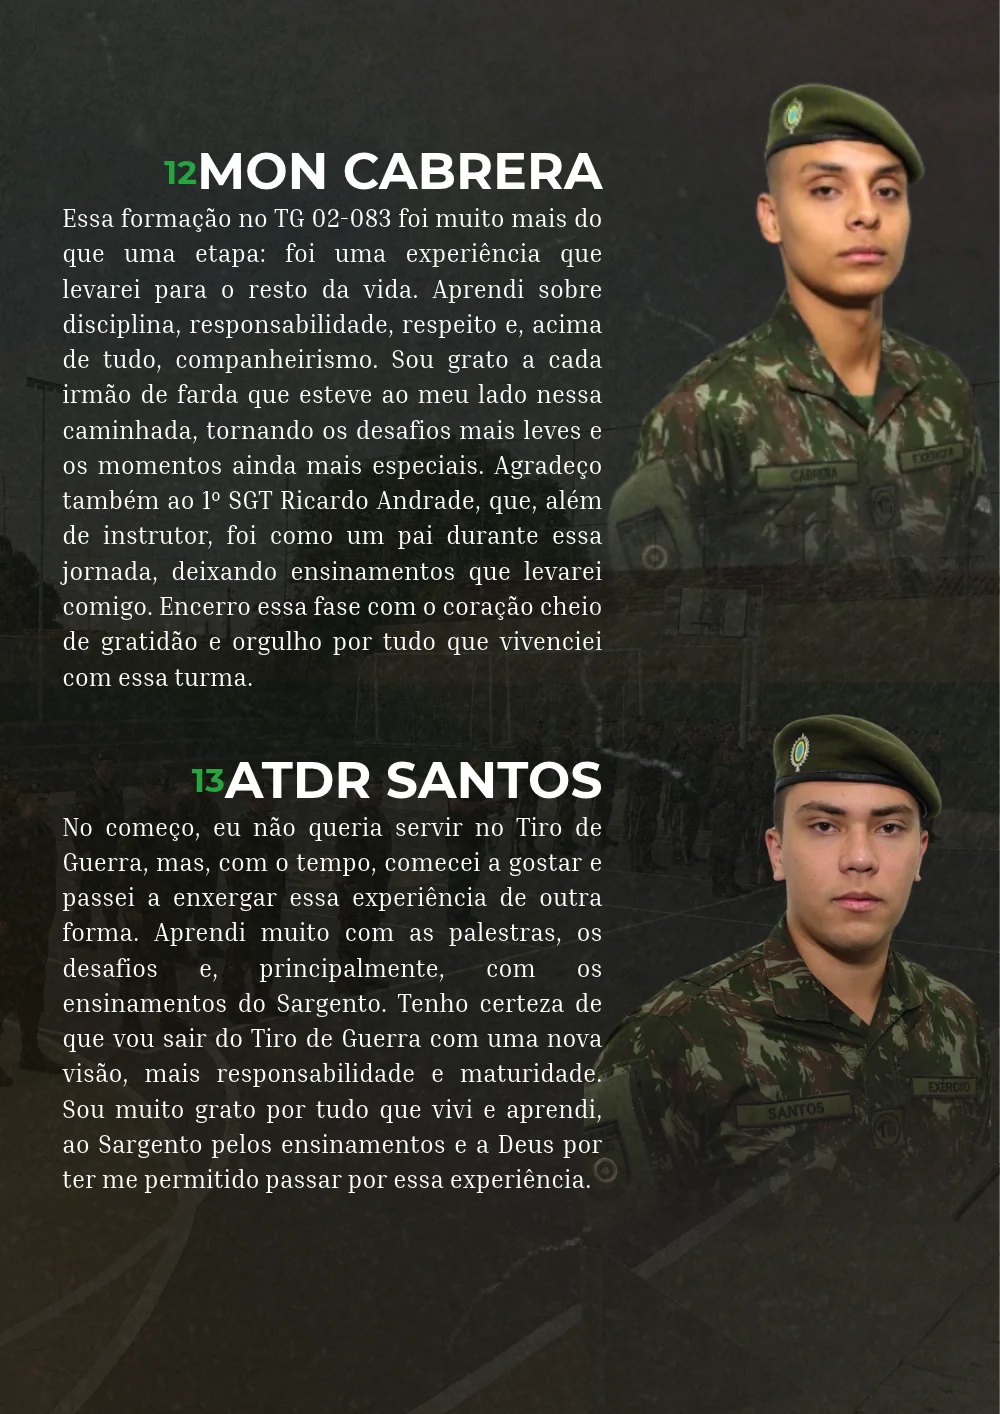 12MON CABRERA
Essa formação no TG 02-083 foi muito mais do
que uma etapa: foi uma experiência que
levarei para o resto da vida. Aprendi sobre
disciplina, responsabilidade, respeito e, acima
de tudo, companheirismo. Sou grato a cada
irmão de farda que esteve ao meu lado nessa
caminhada, tornando os desafios mais leves e
os momentos ainda mais especiais. Agradeço
também ao 1º SGT Ricardo Andrade, que, além
de instrutor, foi como um pai durante essa
jornada, deixando ensinamentos que levarei
comigo. Encerro essa fase com o coração cheio
de gratidão e orgulho por tudo que vivenciei
com essa turma.
CABRERA
EXÉRCITO
13ATDR SANTOS
No começo, eu não queria servir no Tiro de
Guerra, mas, com o tempo, comecei a gostar e
passei a enxergar essa experiência de outra
forma. Aprendi muito com as palestras, os
desafios e, principalmente, com os
ensinamentos do Sargento. Tenho certeza de
que vou sair do Tiro de Guerra com uma nova
visão, mais responsabilidade e maturidade.
Sou muito grato por tudo que vivi e aprendi,
ao Sargento pelos ensinamentos e a Deus por
ter me permitido passar por essa experiência.
SANTOS
EXÉRCITO